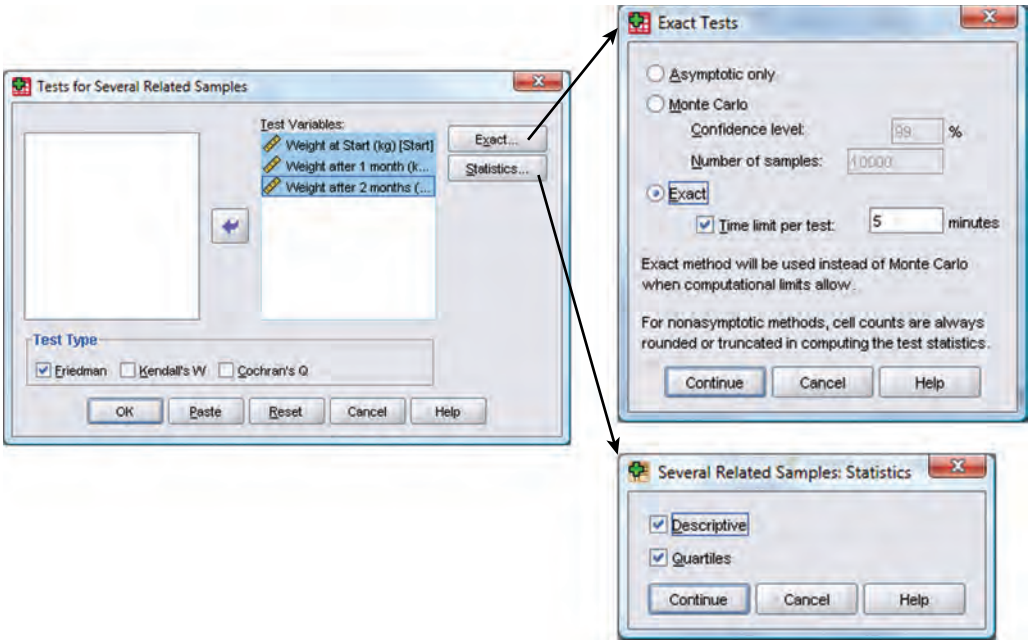 Tests for Several Related Samples
Test Variables:
Weight at Start (kg) [Start]
Weight after 1 month (k...
Weight after 2 months (...
Exact...
Statistics...
Test Type
Friedman Kendall's W Cochran's Q
OK Paste Reset Cancel Help
Exact Tests
Asymptotic only
Monte Carlo
Confidence level: 99 %
Number of samples: 10000
Exact
Time limit per test: 5 minutes
Exact method will be used instead of Monte Carlo
when computational limits allow.
For nonasymptotic methods, cell counts are always
rounded or truncated in computing the test statistics.
Continue Cancel Help
Several Related Samples: Statistics
Descriptive
Quartiles
Continue Cancel Help